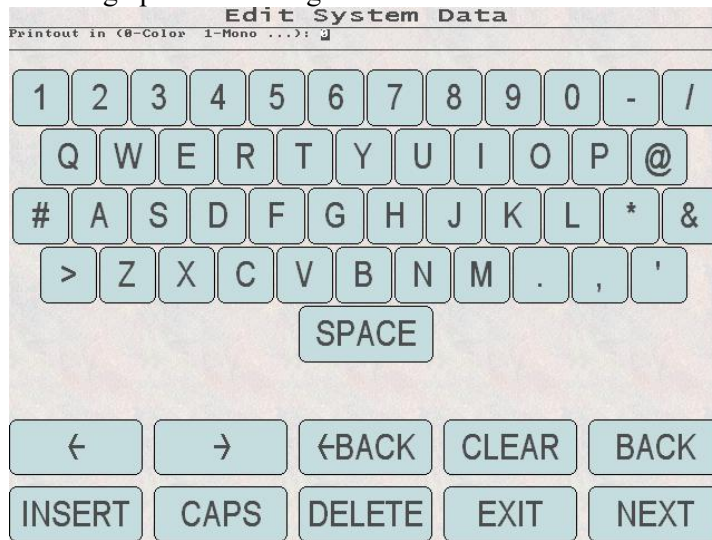 Edit System Data
Printout in (0-Color 1-Mono ...): 0
1 2 3 4 5 6 7 8 9 0 - /
Q W E R T Y U I O P @
# A S D F G H J K L * &
> Z X C V B N M . , '
SPACE
← → ←BACK CLEAR BACK
INSERT CAPS DELETE EXIT NEXT